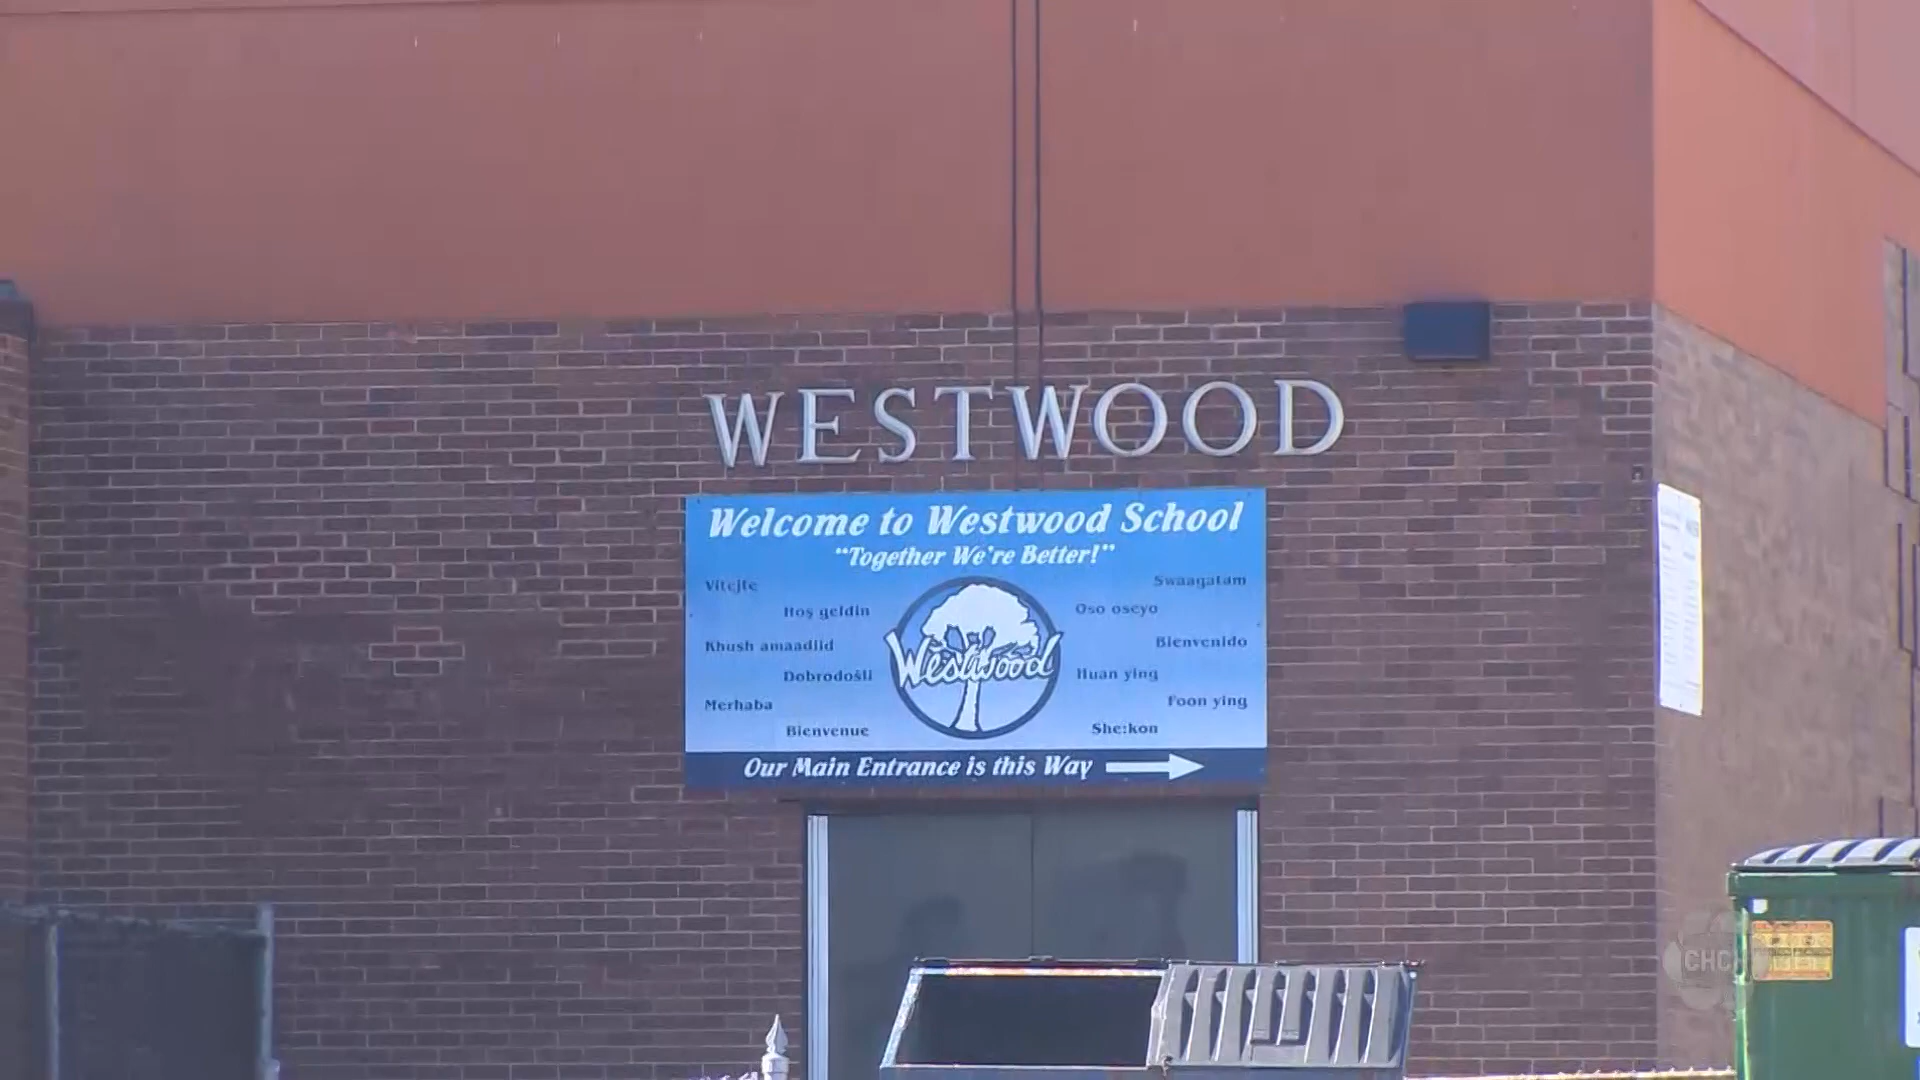 WESTWOOD
Welcome to Westwood School
“Together We're Better!”
Vitejte
Swaagatam
Hoş geldin
Oso oseyo
Khush amaadiid
Bienvenido
Westwood
Dobrodošli
Huan ying
Merhaba
Foon ying
Bienvenue
She:kon
Our Main Entrance is this Way
CHCH